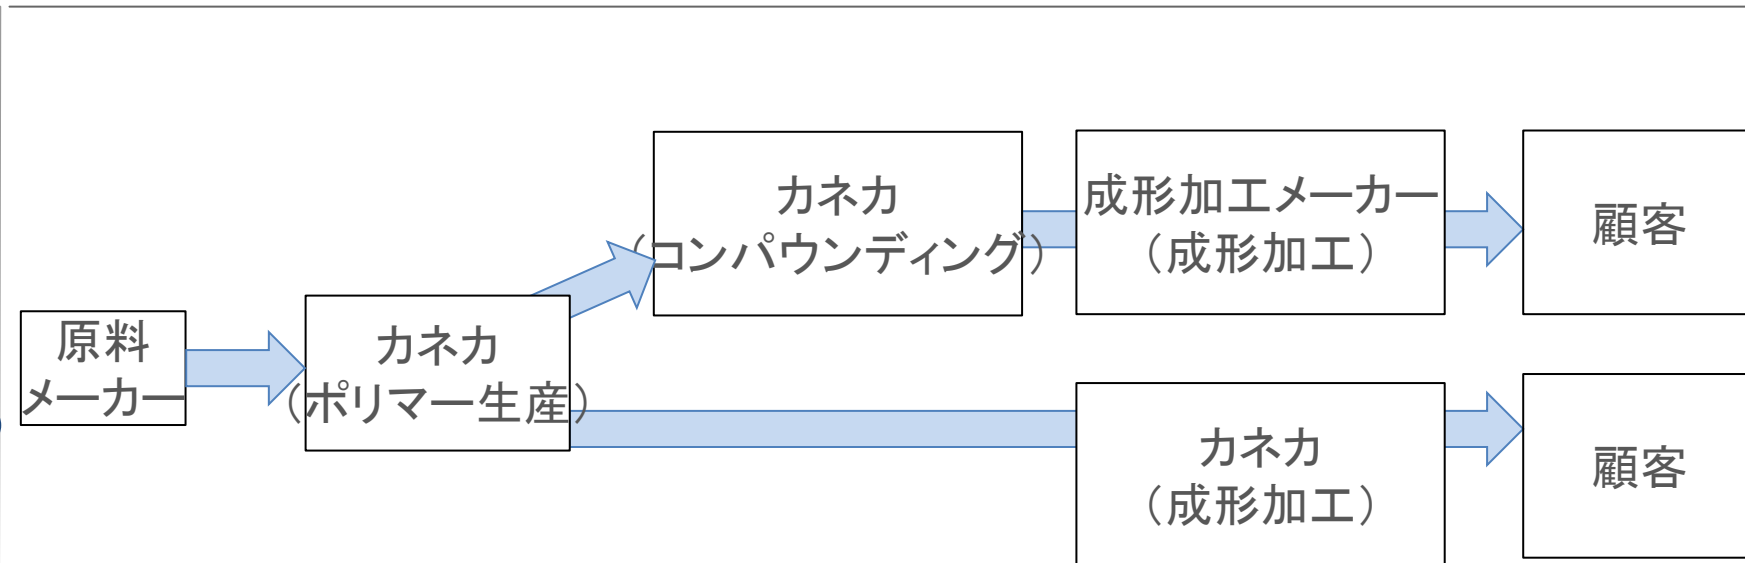 原料
メーカー
カネカ
（ポリマー生産）
カネカ
（コンパウンディング）
成形加工メーカー
（成形加工）
顧客
カネカ
（成形加工）
顧客